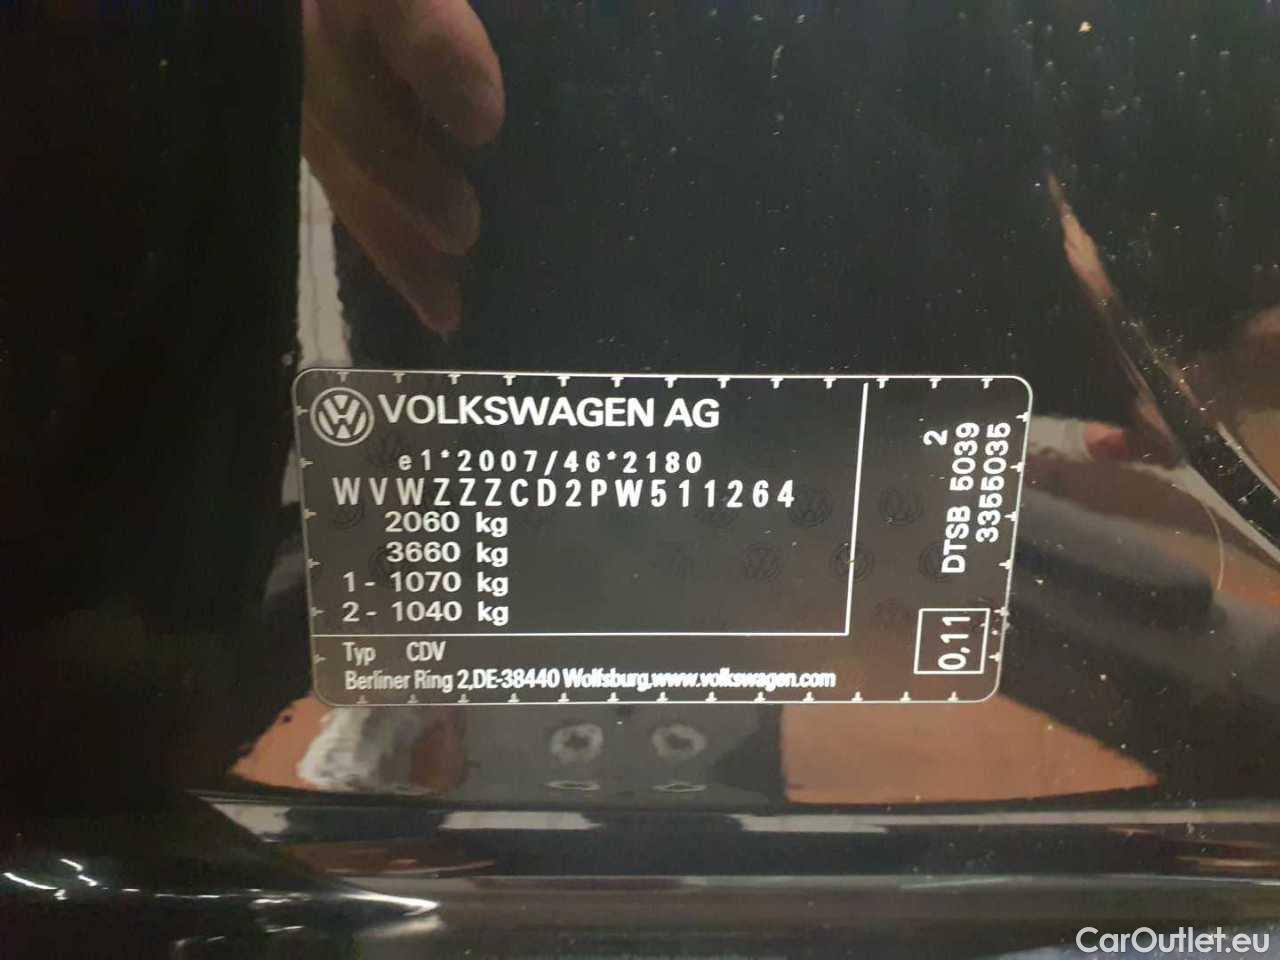 VOLKSWAGEN AG
e1*2007/46*2180
WVWZZZCD2PW511264
2060 kg
3660 kg
1 - 1070 kg
2 - 1040 kg
Typ CDV
Berliner Ring 2,DE-38440 Wolfsburg,www.volkswagen.com
2
DTSB 5039
3355035
0,11
CarOutlet.eu